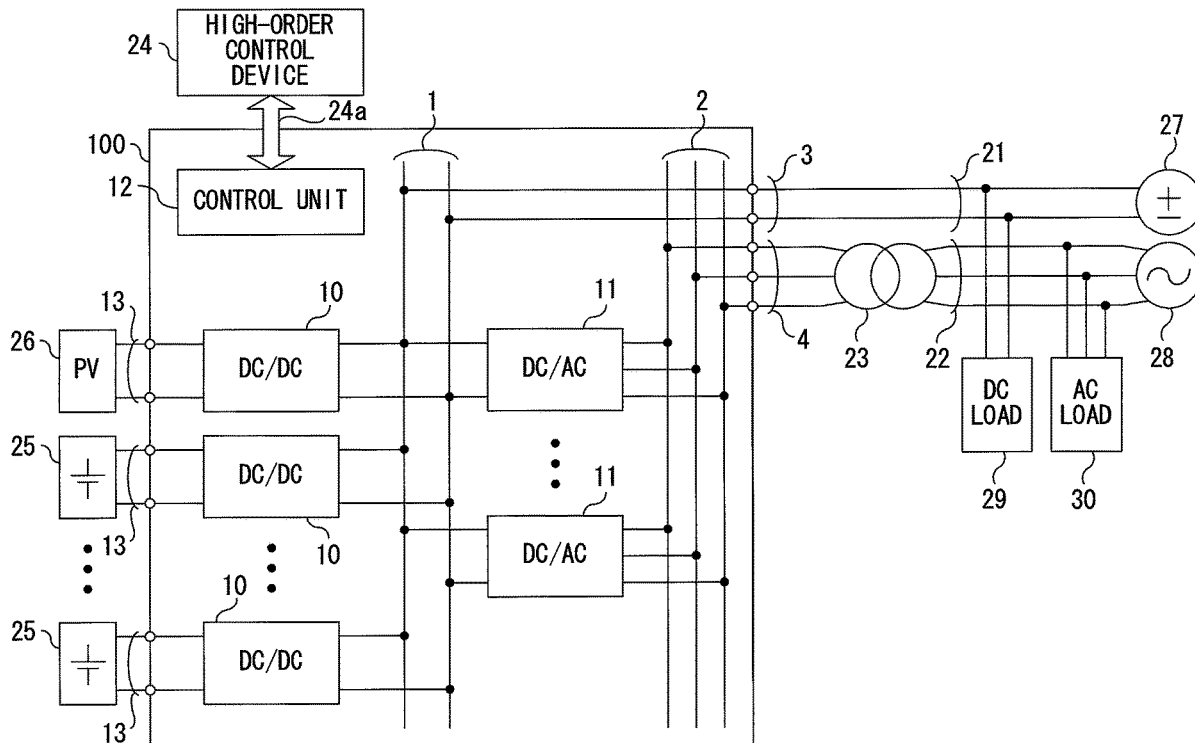 HIGH-ORDER
CONTROL
DEVICE
24
24a
100
1
2
12
CONTROL UNIT
3
21
27
4
23
22
28
13
10
11
26
PV
DC/DC
DC/AC
DC
LOAD
AC
LOAD
25
DC/DC
11
29
30
13
10
DC/AC
10
25
DC/DC
13